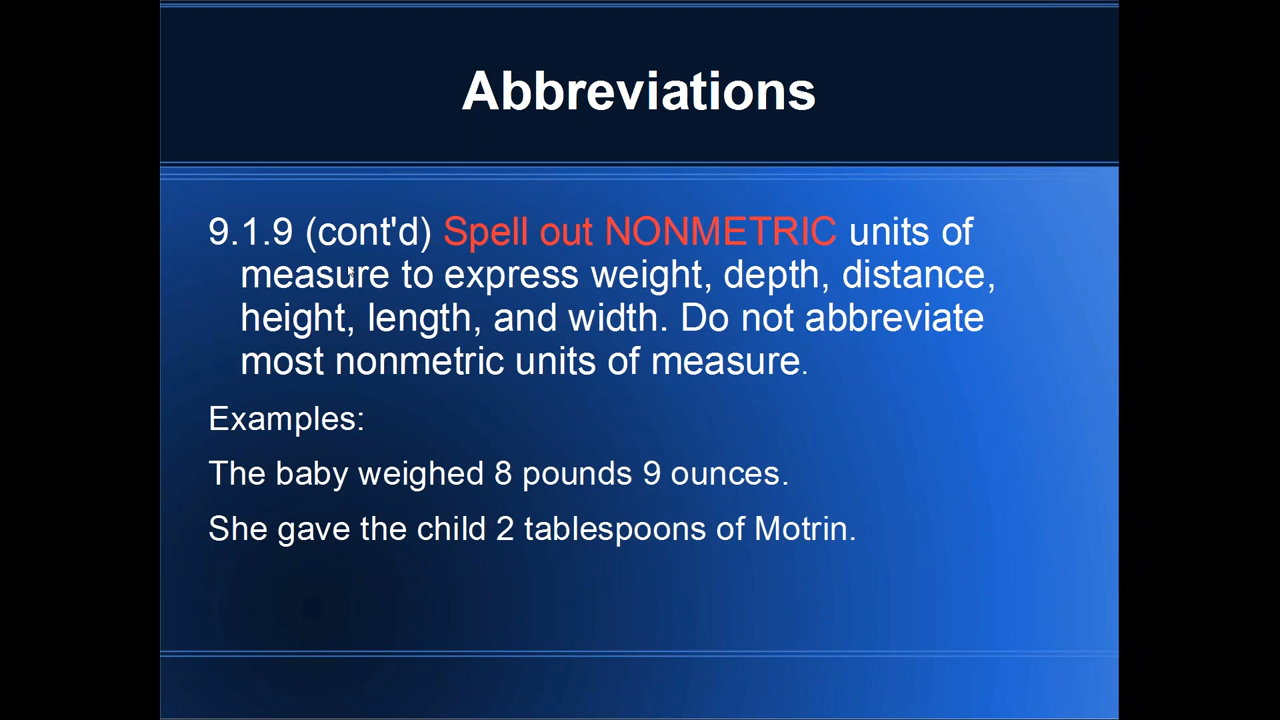 Abbreviations
9.1.9 (cont'd) Spell out NONMETRIC units of
measure to express weight, depth, distance,
height, length, and width. Do not abbreviate
most nonmetric units of measure.
Examples:
The baby weighed 8 pounds 9 ounces.
She gave the child 2 tablespoons of Motrin.